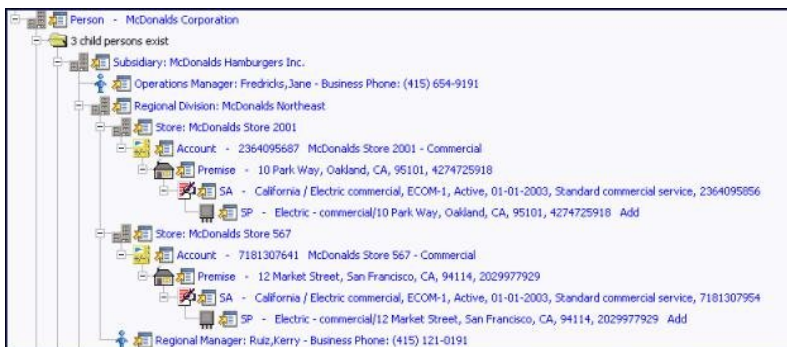 Person - McDonalds Corporation
3 child persons exist
Subsidiary: McDonalds Hamburgers Inc.
Operations Manager: Fredricks,Jane - Business Phone: (415) 654-9191
Regional Division: McDonalds Northeast
Store: McDonalds Store 2001
Account - 2364095687 McDonalds Store 2001 - Commercial
Premise - 10 Park Way, Oakland, CA, 95101, 4274725918
SA - California / Electric commercial, ECOM-1, Active, 01-01-2003, Standard commercial service, 2364095856
SP - Electric - commercial/10 Park Way, Oakland, CA, 95101, 4274725918 Add
Store: McDonalds Store 567
Account - 7181307641 McDonalds Store 567 - Commercial
Premise - 12 Market Street, San Francisco, CA, 94114, 2029977929
SA - California / Electric commercial, ECOM-1, Active, 01-01-2003, Standard commercial service, 7181307954
SP - Electric - commercial/12 Market Street, San Francisco, CA, 94114, 2029977929 Add
Regional Manager: Ruiz,Kerry - Business Phone: (415) 121-0191